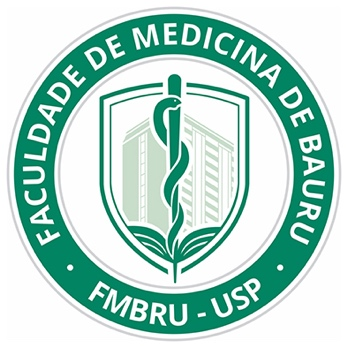 FACULDADE DE MEDICINA DE BAURU
FMBRU - USP